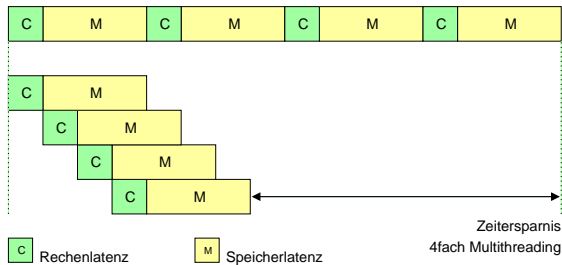 C M C M C M C M
C M
C M
C M
C M
Zeitersparnis
4fach Multithreading
C Rechenlatenz M Speicherlatenz